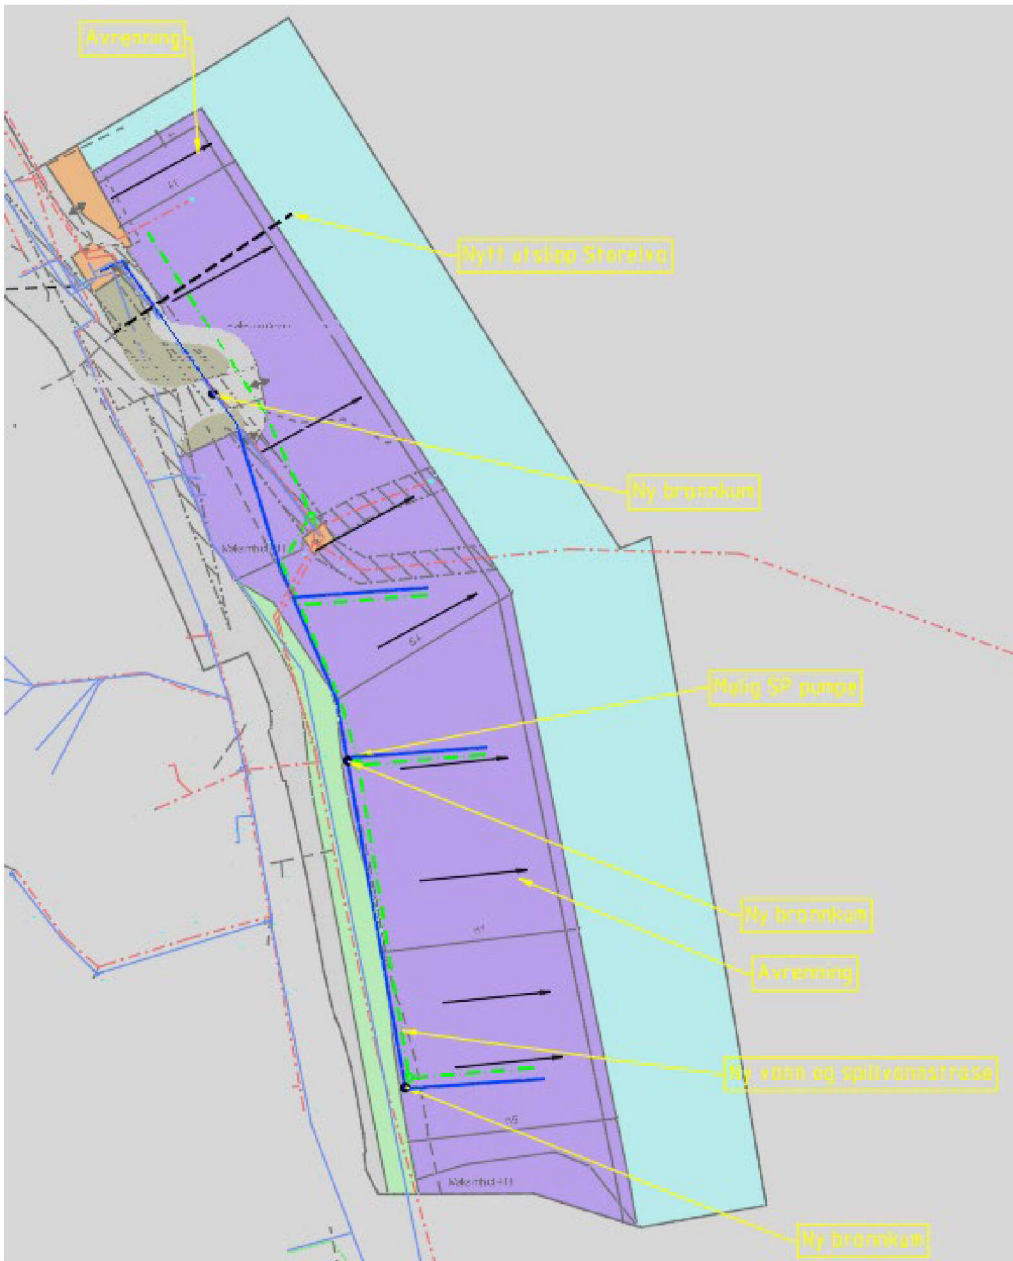 Avrenning
Nytt utslipp Storelva
Ny brannkum
Mulig SP pumpe
Ny brannkum
Avrenning
Ny vann og spillvannstrase
Ny brannkum